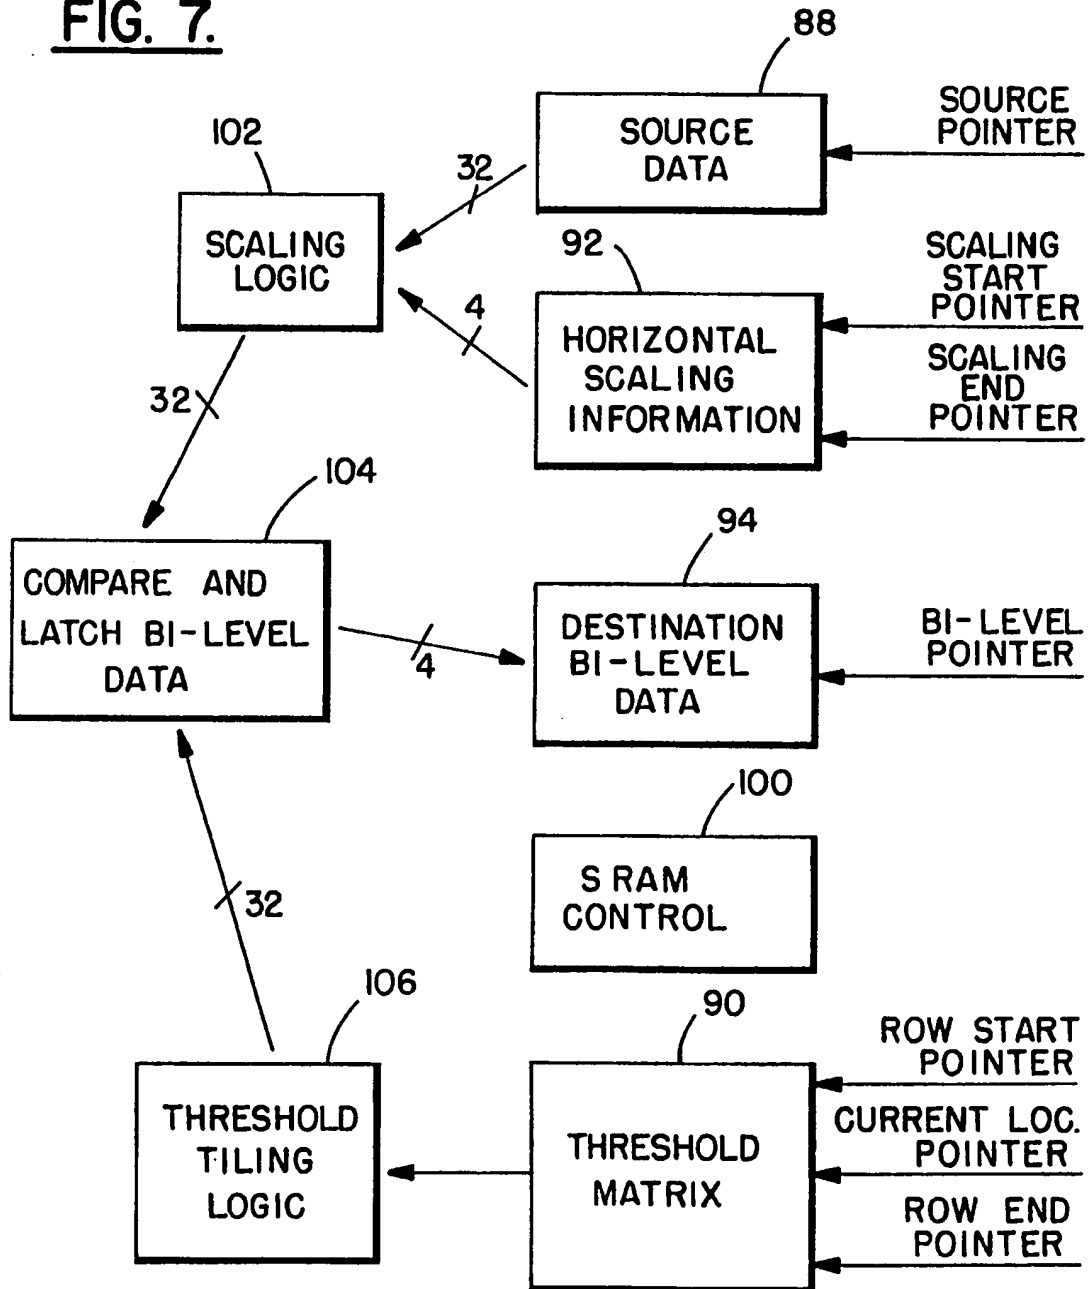 FIG. 7.
88
SOURCE
DATA
SOURCE
POINTER
102
SCALING
LOGIC
32
92
4
HORIZONTAL
SCALING
INFORMATION
SCALING
START
POINTER
SCALING
END
POINTER
32
104
COMPARE AND
LATCH BI-LEVEL
DATA
4
94
DESTINATION
BI-LEVEL
DATA
BI-LEVEL
POINTER
100
S RAM
CONTROL
32
106
THRESHOLD
TILING
LOGIC
90
THRESHOLD
MATRIX
ROW START
POINTER
CURRENT LOC.
POINTER
ROW END
POINTER